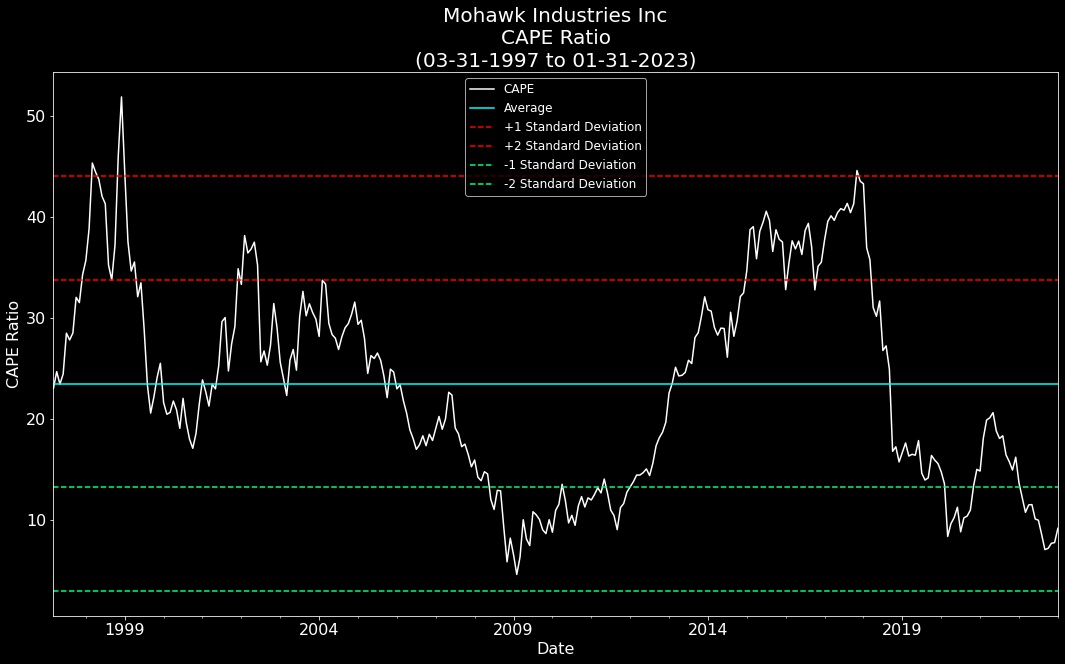 Mohawk Industries Inc
CAPE Ratio
(03-31-1997 to 01-31-2023)
CAPE
Average
+1 Standard Deviation
+2 Standard Deviation
-1 Standard Deviation
-2 Standard Deviation
CAPE Ratio
50
40
30
20
10
1999
2004
2009
2014
2019
Date